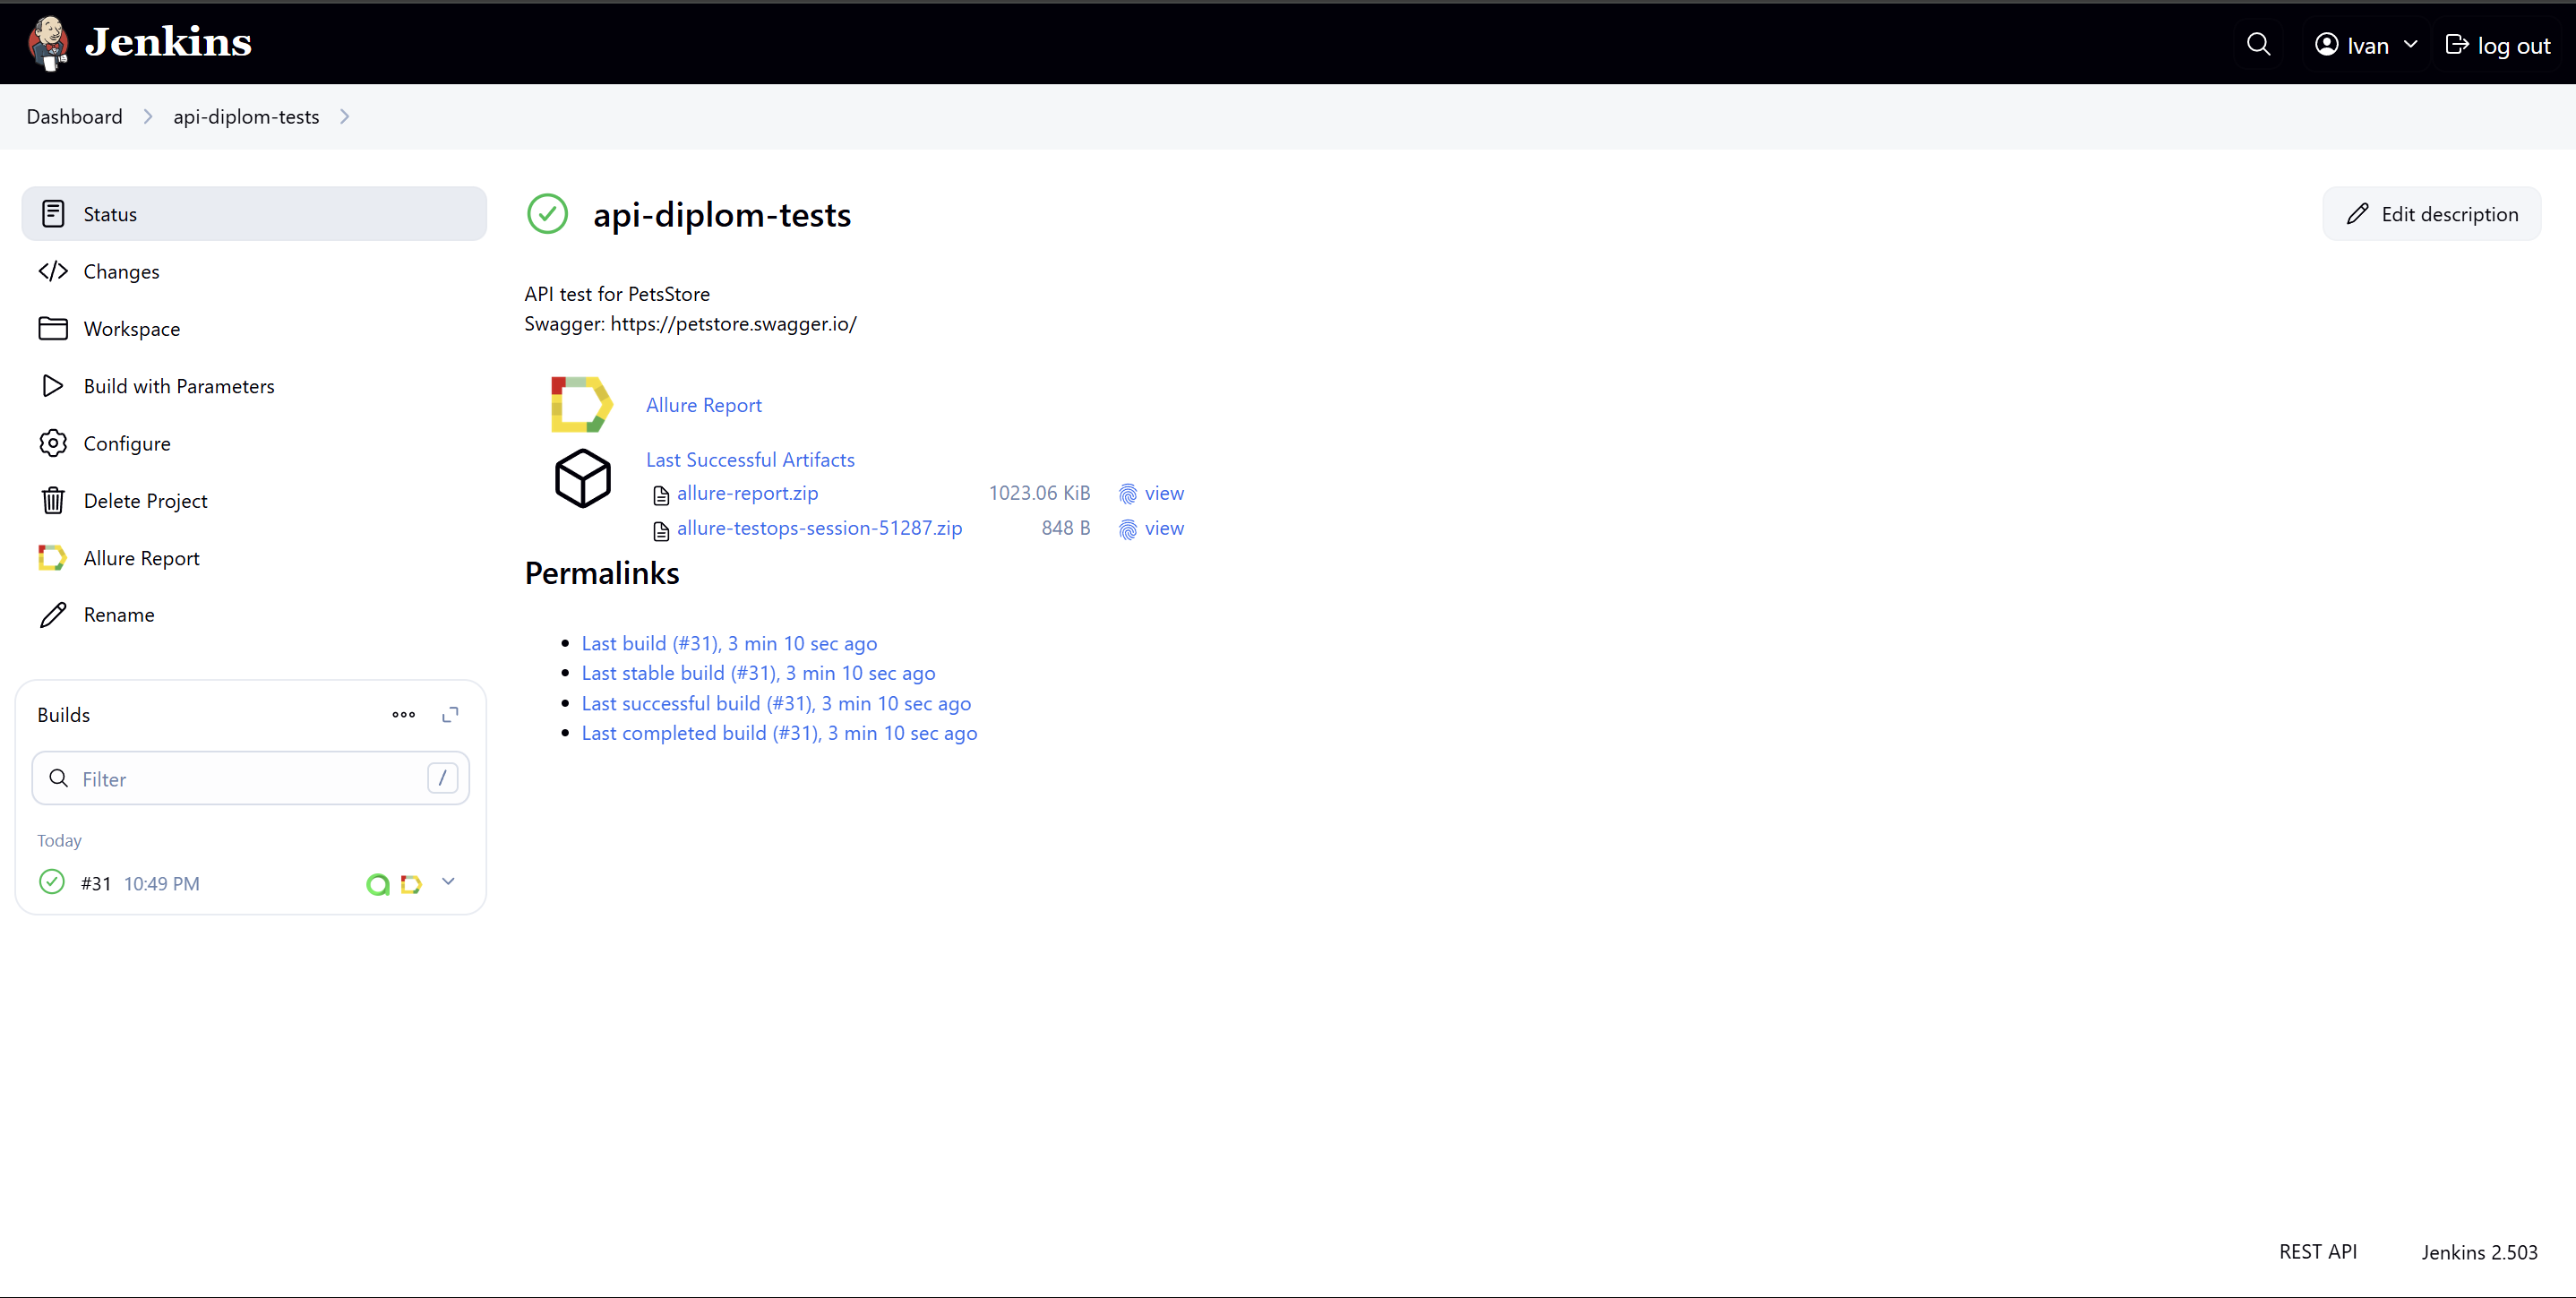 Jenkins
Ivan
log out
Dashboard
api-diplom-tests
Status
Changes
Workspace
Build with Parameters
Configure
Delete Project
Allure Report
Rename
Builds
Filter
/
Today
#31 10:49 PM
api-diplom-tests
Edit description
API test for PetsStore
Swagger: https://petstore.swagger.io/
Allure Report
Last Successful Artifacts
allure-report.zip 1023.06 KiB view
allure-testops-session-51287.zip 848 B view
Permalinks
Last build (#31), 3 min 10 sec ago
Last stable build (#31), 3 min 10 sec ago
Last successful build (#31), 3 min 10 sec ago
Last completed build (#31), 3 min 10 sec ago
REST API
Jenkins 2.503